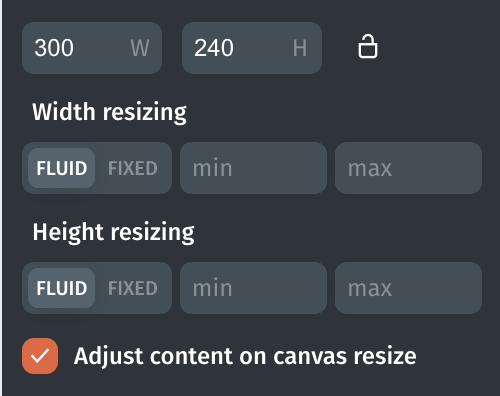 300 W 240 H
Width resizing
FLUID FIXED min max
Height resizing
FLUID FIXED min max
Adjust content on canvas resize